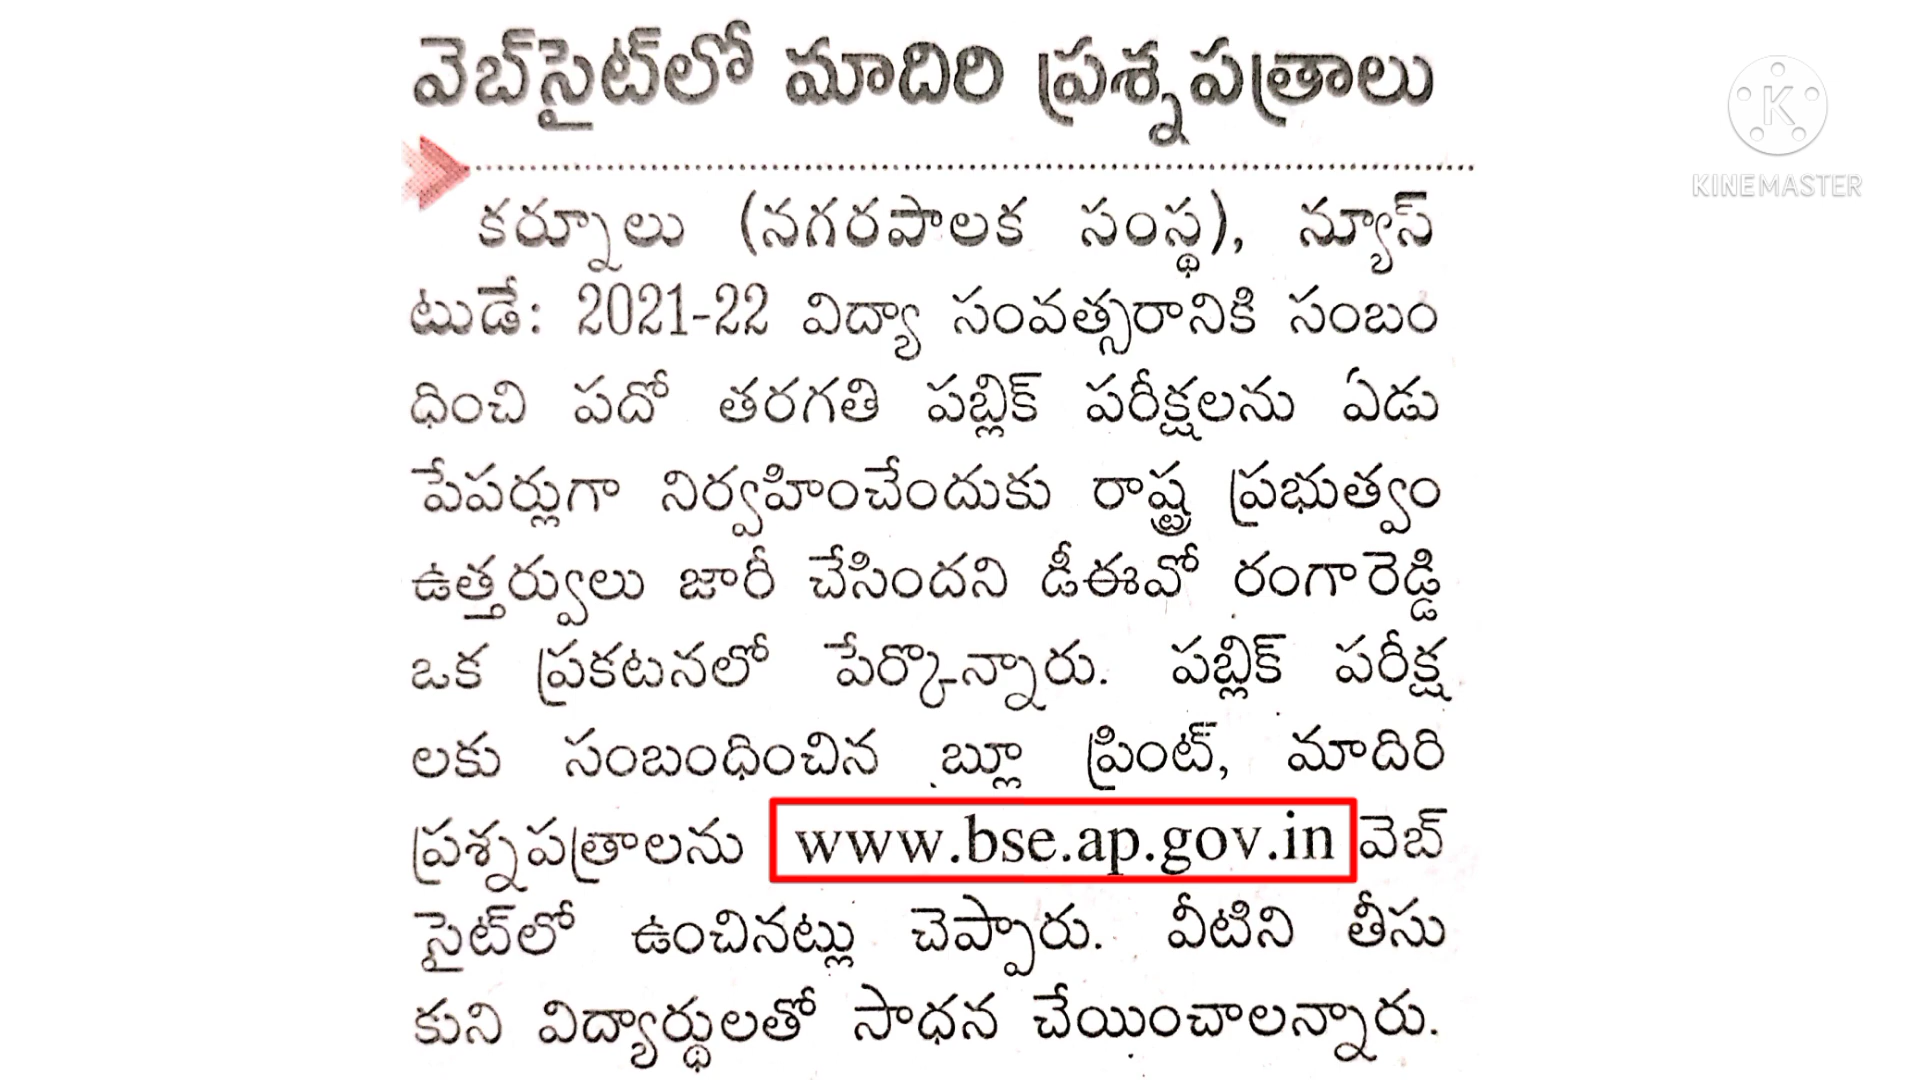 వెబ్‌సైట్‌లో మాదిరి ప్రశ్నపత్రాలు
కర్నూలు (నగరపాలక సంస్థ), న్యూస్
టుడే: 2021-22 విద్యా సంవత్సరానికి సంబం
ధించి పదో తరగతి పబ్లిక్ పరీక్షలను ఏడు
పేపర్లుగా నిర్వహించేందుకు రాష్ట్ర ప్రభుత్వం
ఉత్తర్వులు జారీ చేసిందని డీఈవో రంగారెడ్డి
ఒక ప్రకటనలో పేర్కొన్నారు. పబ్లిక్ పరీక్ష
లకు సంబంధించిన బ్లూ ప్రింట్, మాదిరి
ప్రశ్నపత్రాలను www.bse.ap.gov.in వెబ్
సైట్‌లో ఉంచినట్లు చెప్పారు. వీటిని తీసు
కుని విద్యార్థులతో సాధన చేయించాలన్నారు.
K
KINEMASTER